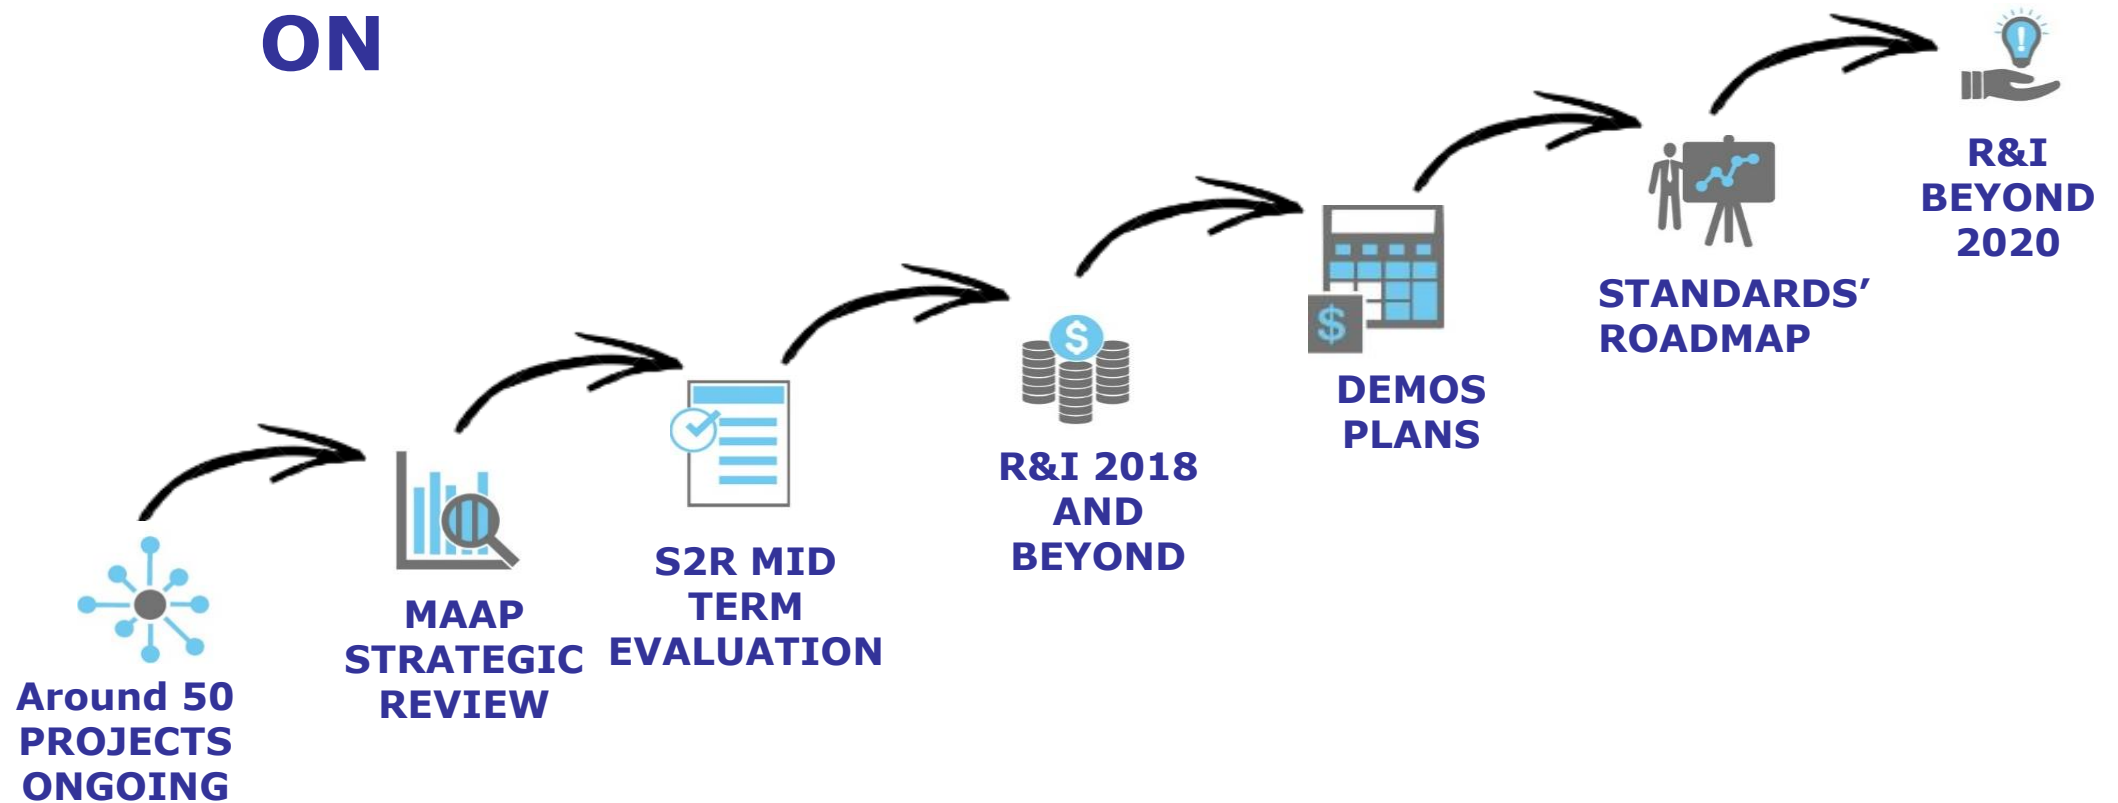 ON
Around 50
PROJECTS
ONGOING
MAAP
STRATEGIC
REVIEW
S2R MID
TERM
EVALUATION
R&I 2018
AND
BEYOND
$
DEMOS
PLANS
$
STANDARDS’
ROADMAP
R&I
BEYOND
2020